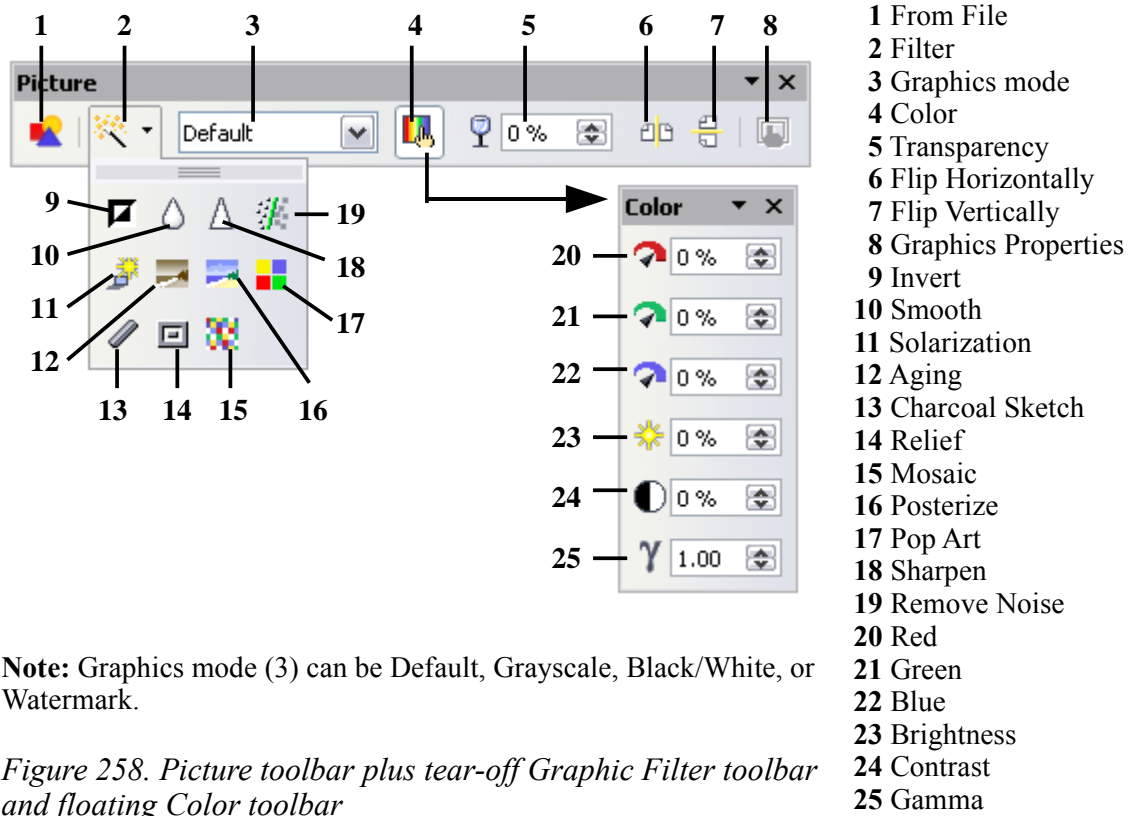 1 2 3 4 5 6 7 8
Picture
Default
0 %
9
10
11
12
13 14 15 16
17
18
19
Color
20 0 %
21 0 %
22 0 %
23 0 %
24 0 %
25 γ 1.00
1 From File
2 Filter
3 Graphics mode
4 Color
5 Transparency
6 Flip Horizontally
7 Flip Vertically
8 Graphics Properties
9 Invert
10 Smooth
11 Solarization
12 Aging
13 Charcoal Sketch
14 Relief
15 Mosaic
16 Posterize
17 Pop Art
18 Sharpen
19 Remove Noise
20 Red
21 Green
22 Blue
23 Brightness
24 Contrast
25 Gamma
Note: Graphics mode (3) can be Default, Grayscale, Black/White, or
Watermark.
Figure 258. Picture toolbar plus tear-off Graphic Filter toolbar
and floating Color toolbar